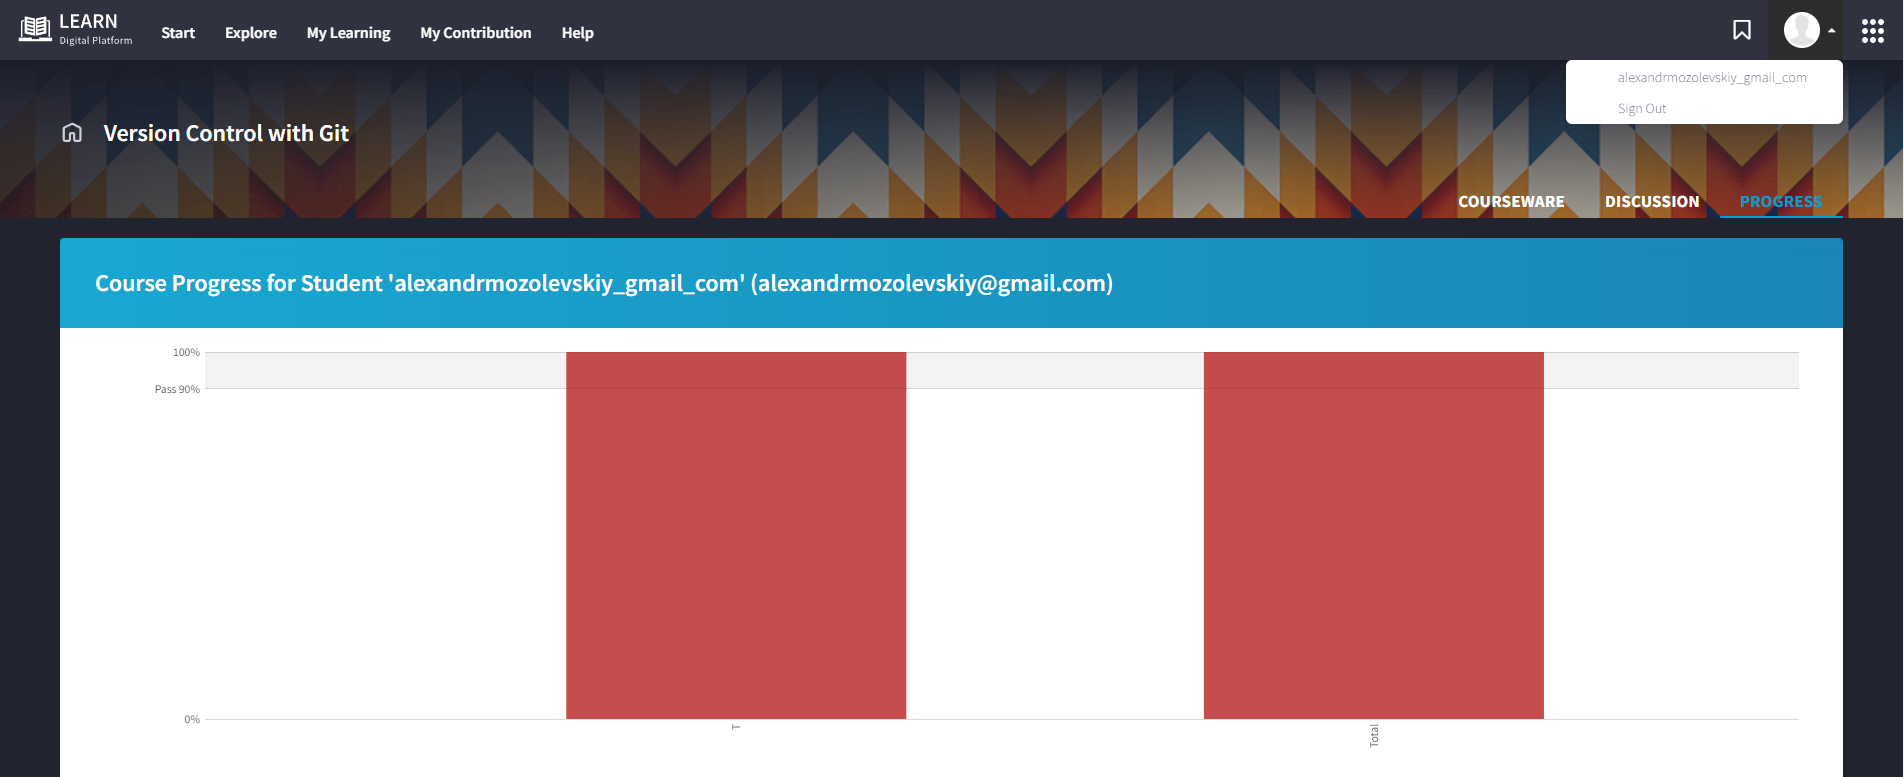 LEARN
Digital Platform
Start Explore My Learning My Contribution Help
alexandrmozolevskiy_gmail_com
Sign Out
Version Control with Git
COURSEWARE DISCUSSION PROGRESS
Course Progress for Student 'alexandrmozolevskiy_gmail_com' (alexandrmozolevskiy@gmail.com)
100%
Pass 90%
0%
T
Total